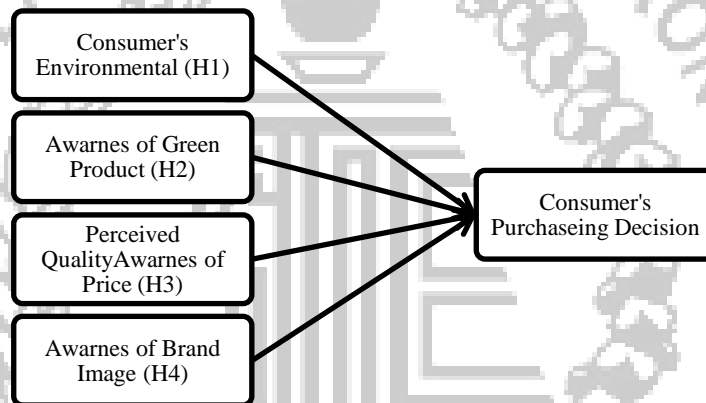 Consumer's
Environmental (H1)
Awarnes of Green
Product (H2)
Perceived
QualityAwarnes of
Price (H3)
Awarnes of Brand
Image (H4)
Consumer's
Purchaseing Decision